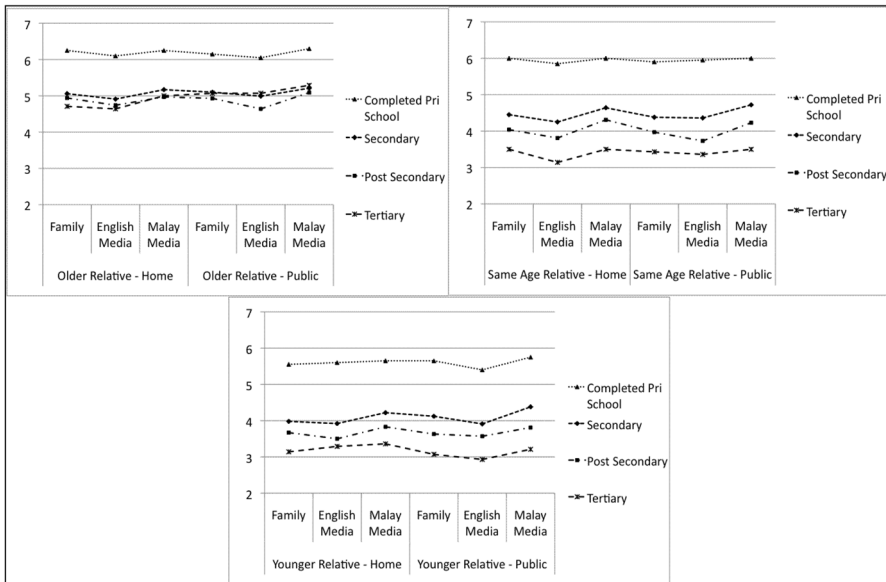 7
6
5
4
3
2
Family
English
Media
Malay
Media
Family
English
Media
Malay
Media
Older Relative - Home
Older Relative - Public
Completed Pri
School
Secondary
Post Secondary
Tertiary
7
6
5
4
3
2
Family
English
Media
Malay
Media
Family
English
Media
Malay
Media
Same Age Relative - Home
Same Age Relative - Public
Completed Pri
School
Secondary
Post Secondary
Tertiary
7
6
5
4
3
2
Family
English
Media
Malay
Media
Family
English
Media
Malay
Media
Younger Relative - Home
Younger Relative - Public
Completed Pri
School
Secondary
Post Secondary
Tertiary